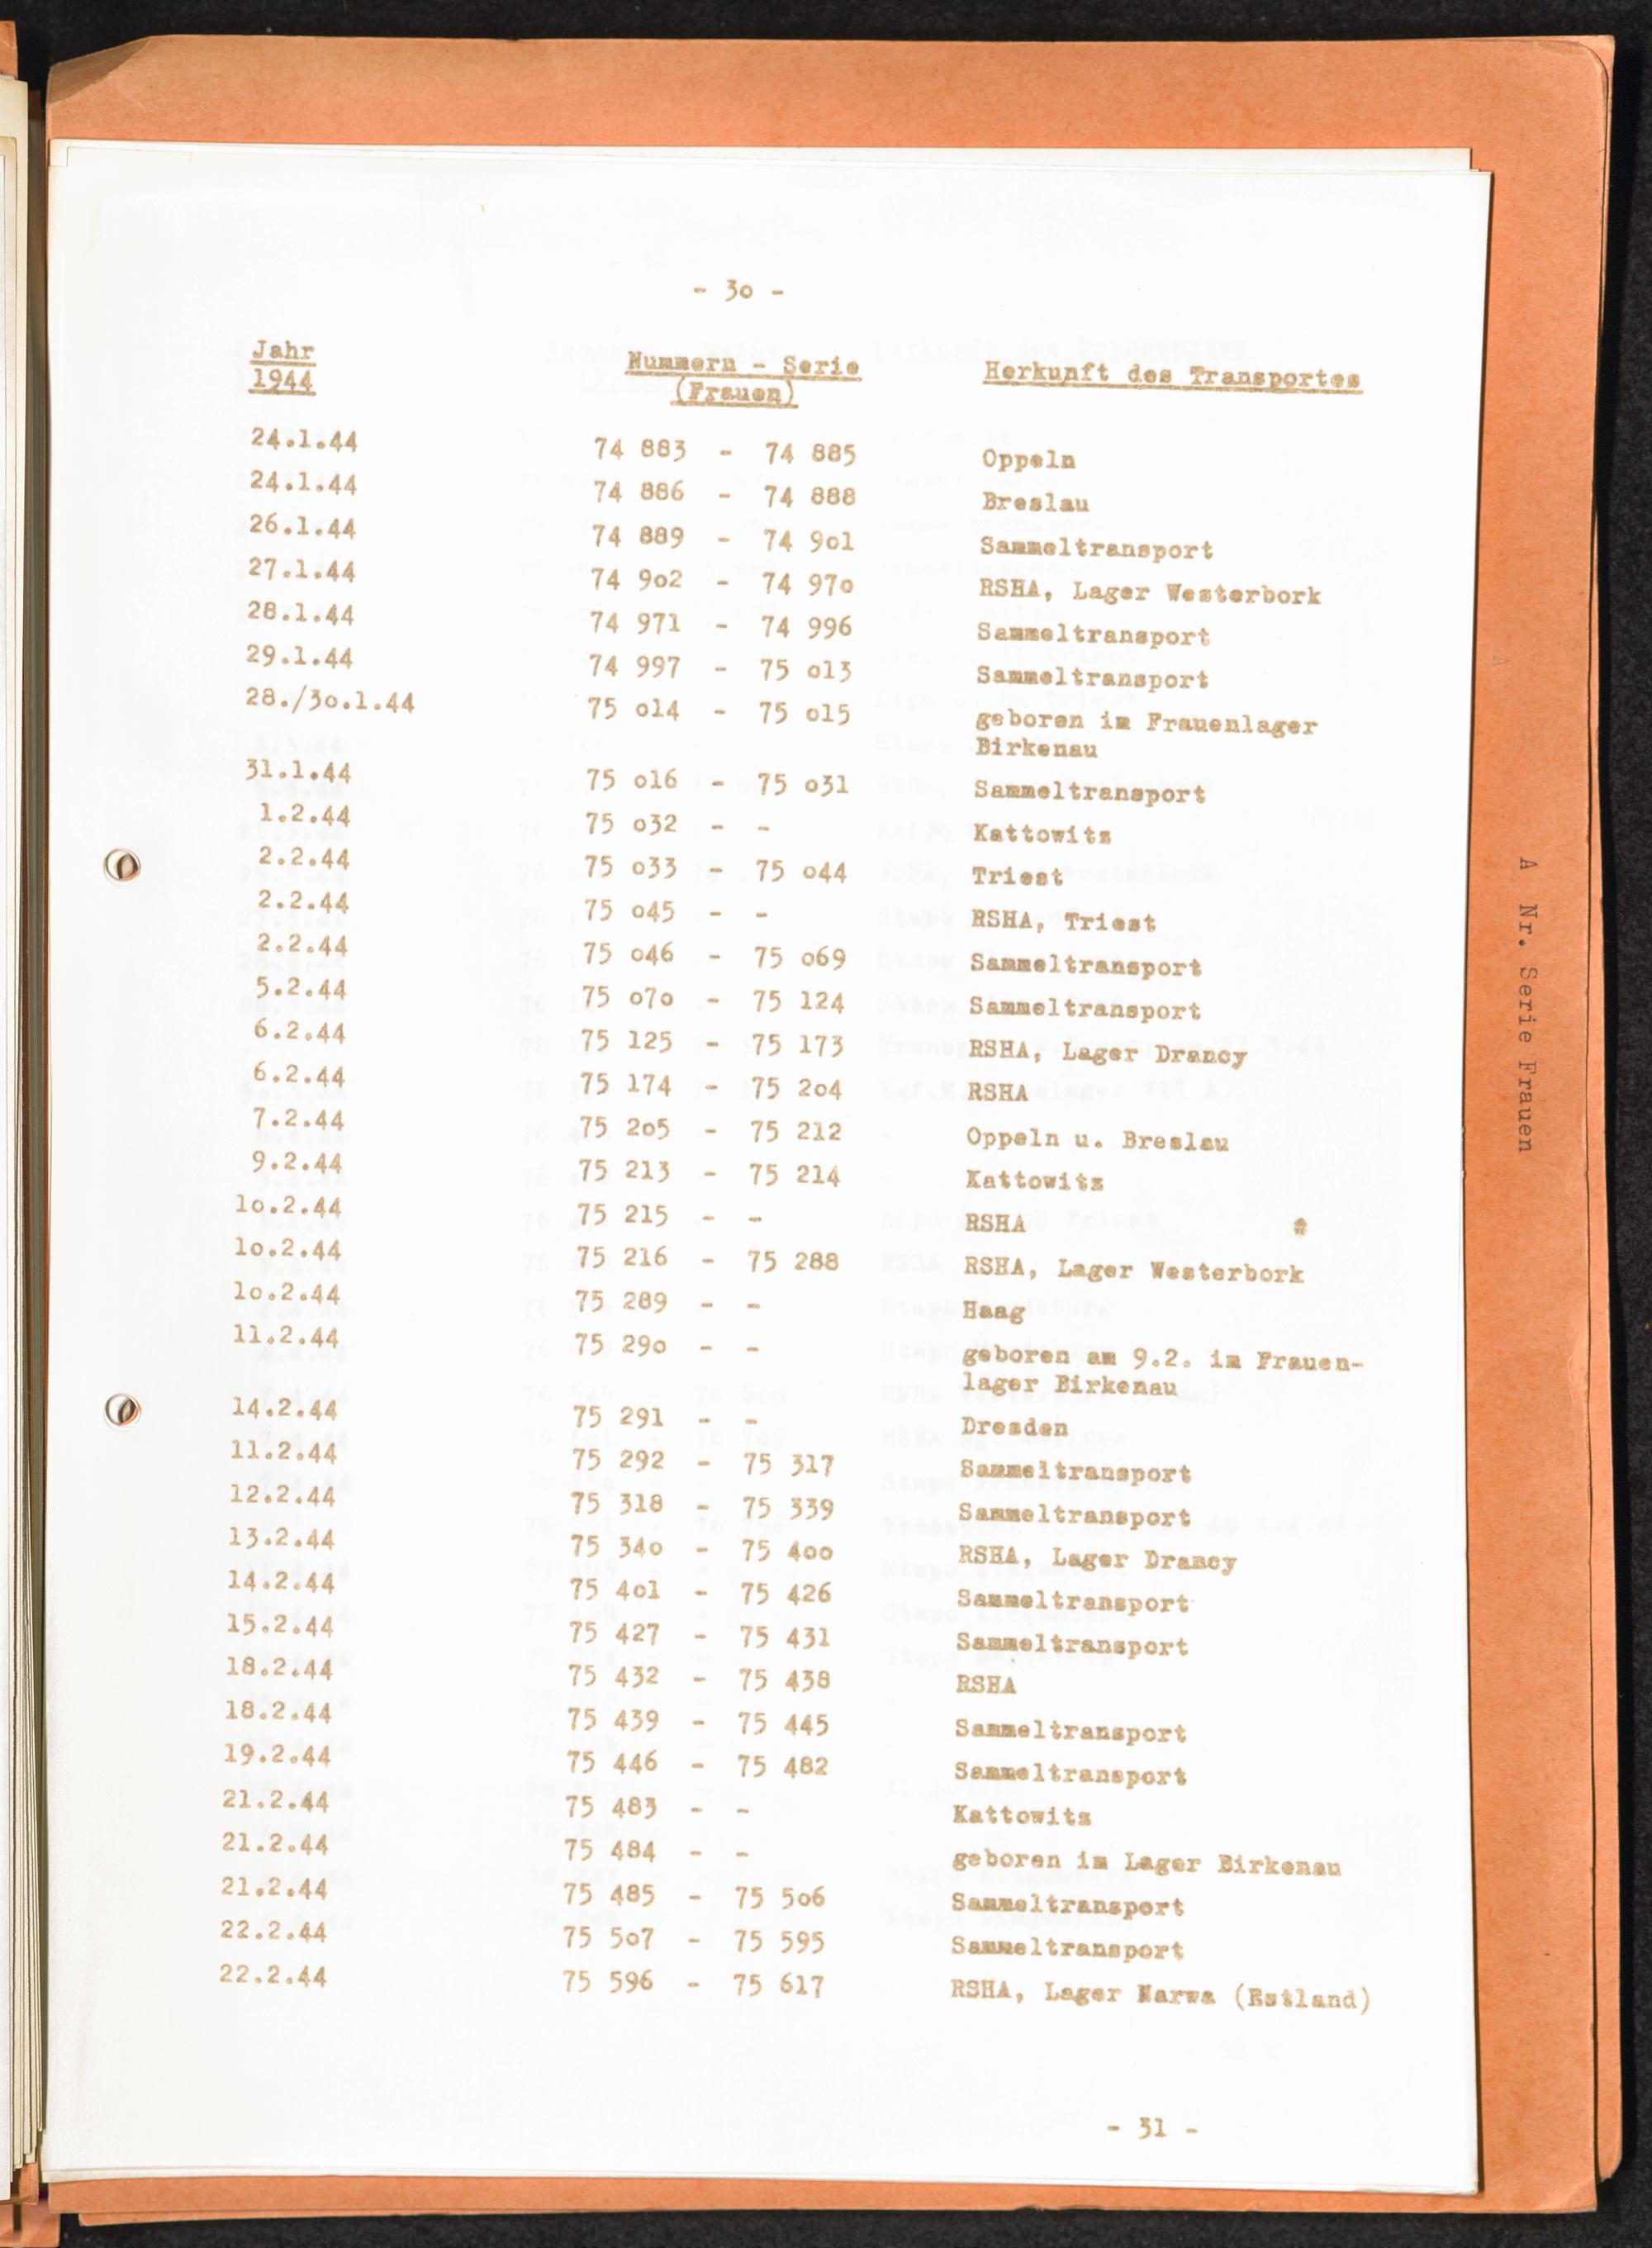 - 3o -
Jahr Nummern - Serie Herkunft des Transportes
1944 (Frauen)
24.1.44 74 883 - 74 885 Oppeln
24.1.44 74 886 - 74 888 Breslau
26.1.44 74 889 - 74 9o1 Sammeltransport
27.1.44 74 9o2 - 74 97o RSHA, Lager Westerbork
28.1.44 74 971 - 74 996 Sammeltransport
29.1.44 74 997 - 75 o13 Sammeltransport
28./3o.1.44 75 o14 - 75 o15 geboren im Frauenlager
Birkenau
31.1.44 75 o16 - 75 o31 Sammeltransport
1.2.44 75 o32 - - Kattowitz
2.2.44 75 o33 - 75 o44 Triest
2.2.44 75 o45 - - RSHA, Triest
2.2.44 75 o46 - 75 o69 Sammeltransport
5.2.44 75 o7o - 75 124 Sammeltransport
6.2.44 75 125 - 75 173 RSHA, Lager Drancy
6.2.44 75 174 - 75 2o4 RSHA
7.2.44 75 2o5 - 75 212 Oppeln u. Breslau
9.2.44 75 213 - 75 214 Kattowitz
1o.2.44 75 215 - - RSHA
1o.2.44 75 216 - 75 288 RSHA, Lager Westerbork
1o.2.44 75 289 - - Haag
11.2.44 75 29o - - geboren am 9.2. im Frauen-
lager Birkenau
14.2.44 75 291 - - Dresden
11.2.44 75 292 - 75 317 Sammeltransport
12.2.44 75 318 - 75 339 Sammeltransport
13.2.44 75 34o - 75 4oo RSHA, Lager Drancy
14.2.44 75 4o1 - 75 426 Sammeltransport
15.2.44 75 427 - 75 431 Sammeltransport
18.2.44 75 432 - 75 438 RSHA
18.2.44 75 439 - 75 445 Sammeltransport
19.2.44 75 446 - 75 482 Sammeltransport
21.2.44 75 483 - - Kattowitz
21.2.44 75 484 - - geboren im Lager Birkenau
21.2.44 75 485 - 75 5o6 Sammeltransport
22.2.44 75 5o7 - 75 595 Sammeltransport
22.2.44 75 596 - 75 617 RSHA, Lager Narwa (Estland)
- 31 -
A Nr. Serie Frauen